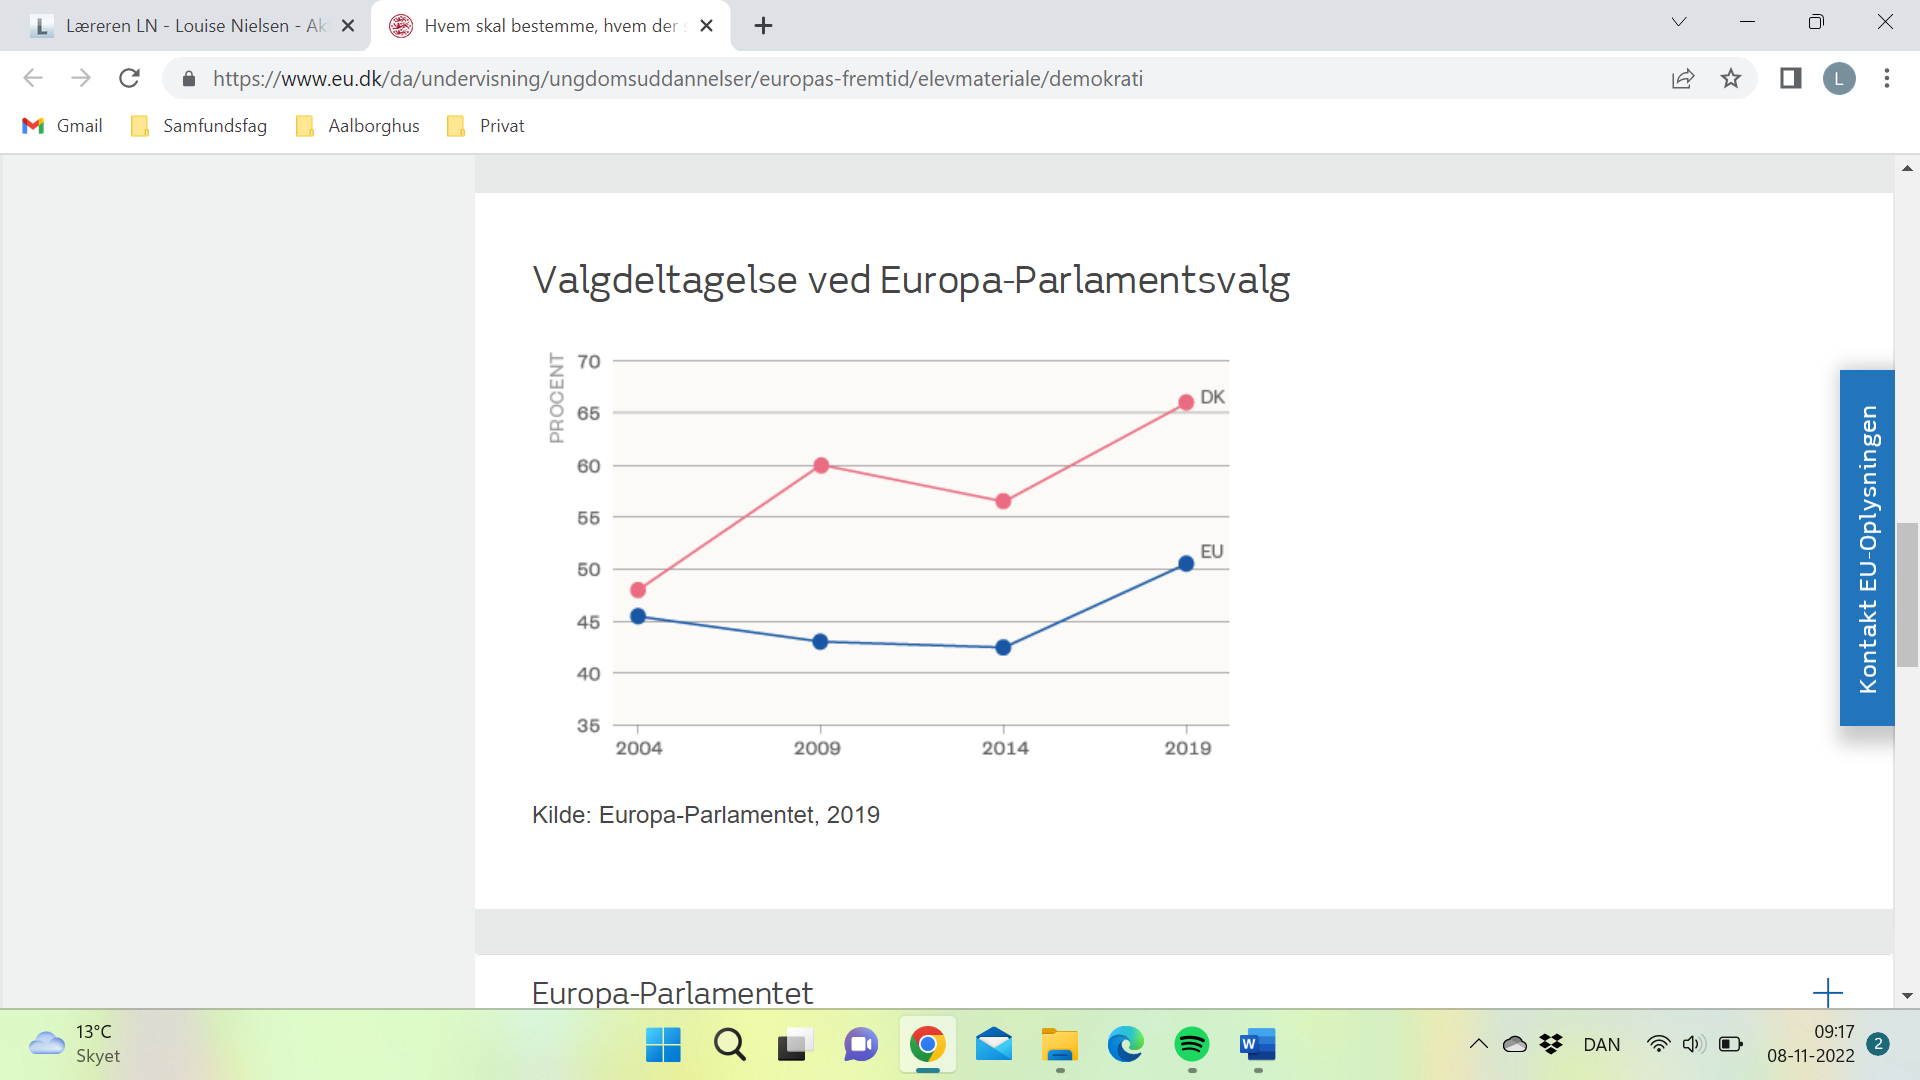 Læreren LN - Louise Nielsen - Ak
Hvem skal bestemme, hvem der s
https://www.eu.dk/da/undervisning/ungdomsuddannelser/europas-fremtid/elevmateriale/demokrati
L
Gmail
Samfundsfag
Aalborghus
Privat
Valgdeltagelse ved Europa-Parlamentsvalg
PROCENT
70
65
60
55
50
45
40
35
DK
EU
2004
2009
2014
2019
Kilde: Europa-Parlamentet, 2019
Kontakt EU-Oplysningen
Europa-Parlamentet
13°C
Skyet
DAN
09:17
08-11-2022
2